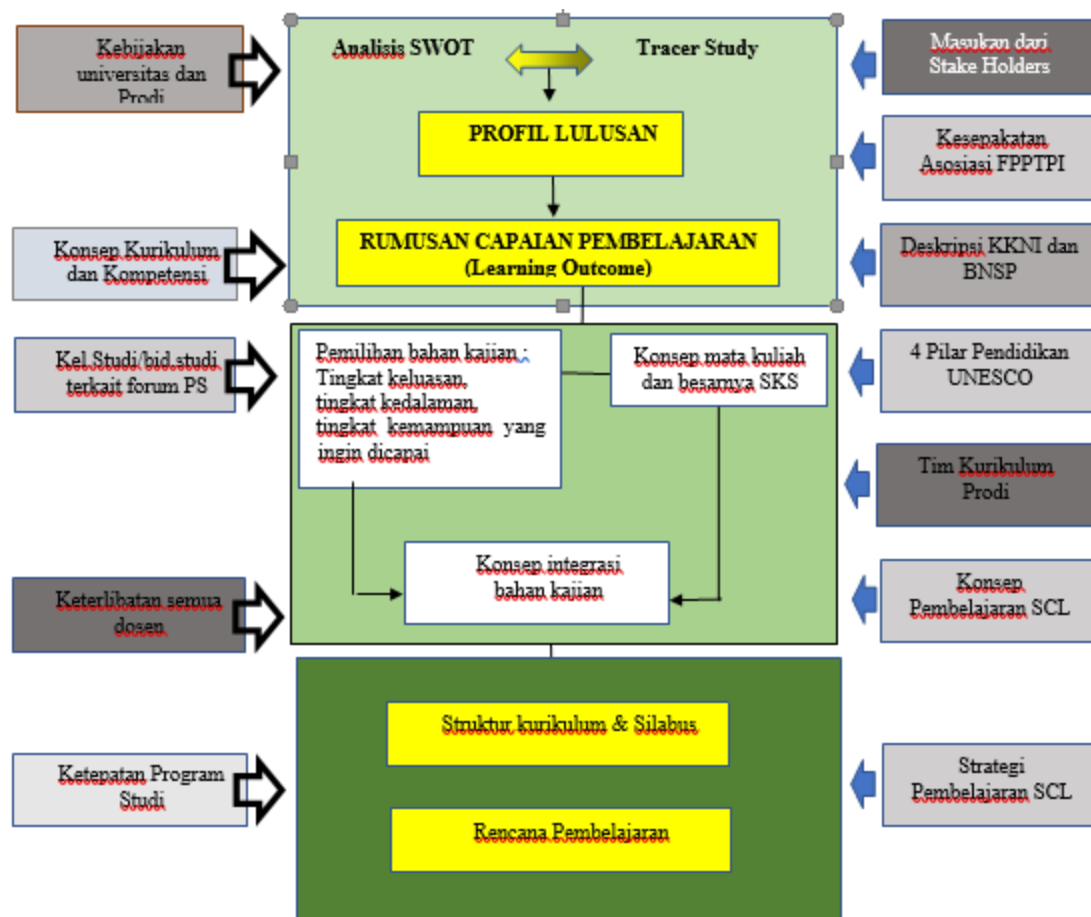 Kebijakan
universitas dan
Prodi
Analisis SWOT
Tracer Study
PROFIL LULUSAN
RUMUSAN CAPAIAN PEMBELAJARAN
(Learning Outcome)
Masukan dari
Stake Holders
Kesepakatan
Asosiasi FPPTPI
Konsep Kurikulum
dan Kompetensi
Deskripsi KKNI dan
BNSP
Kel.Studi/bid.studi
terkait forum PS
Pemilihan bahan kajian :
Tingkat keluasan,
tingkat kedalaman,
tingkat kemampuan yang
ingin dicapai
Konsep mata kuliah
dan besarnya SKS
4 Pilar Pendidikan
UNESCO
Tim Kurikulum
Prodi
Konsep integrasi
bahan kajian
Keterlibatan semua
dosen
Konsep
Pembelajaran SCL
Struktur kurikulum & Silabus
Rencana Pembelajaran
Ketepatan Program
Studi
Strategi
Pembelajaran SCL